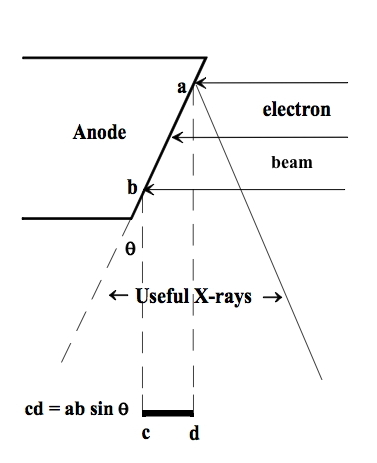 a
electron
Anode
beam
b
θ
← Useful X-rays →
cd = ab sin θ
c d